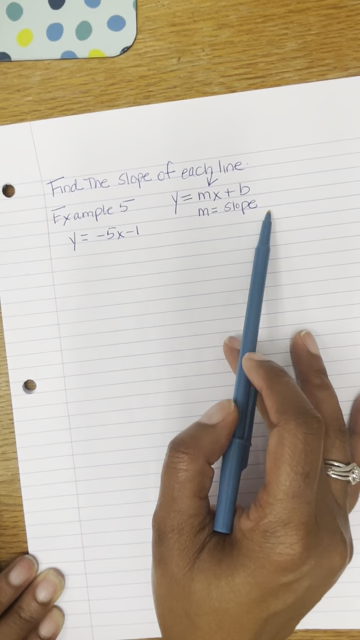 Find the slope of each line.
Example 5 y = mx + b
m = slope
y = -5x - 1